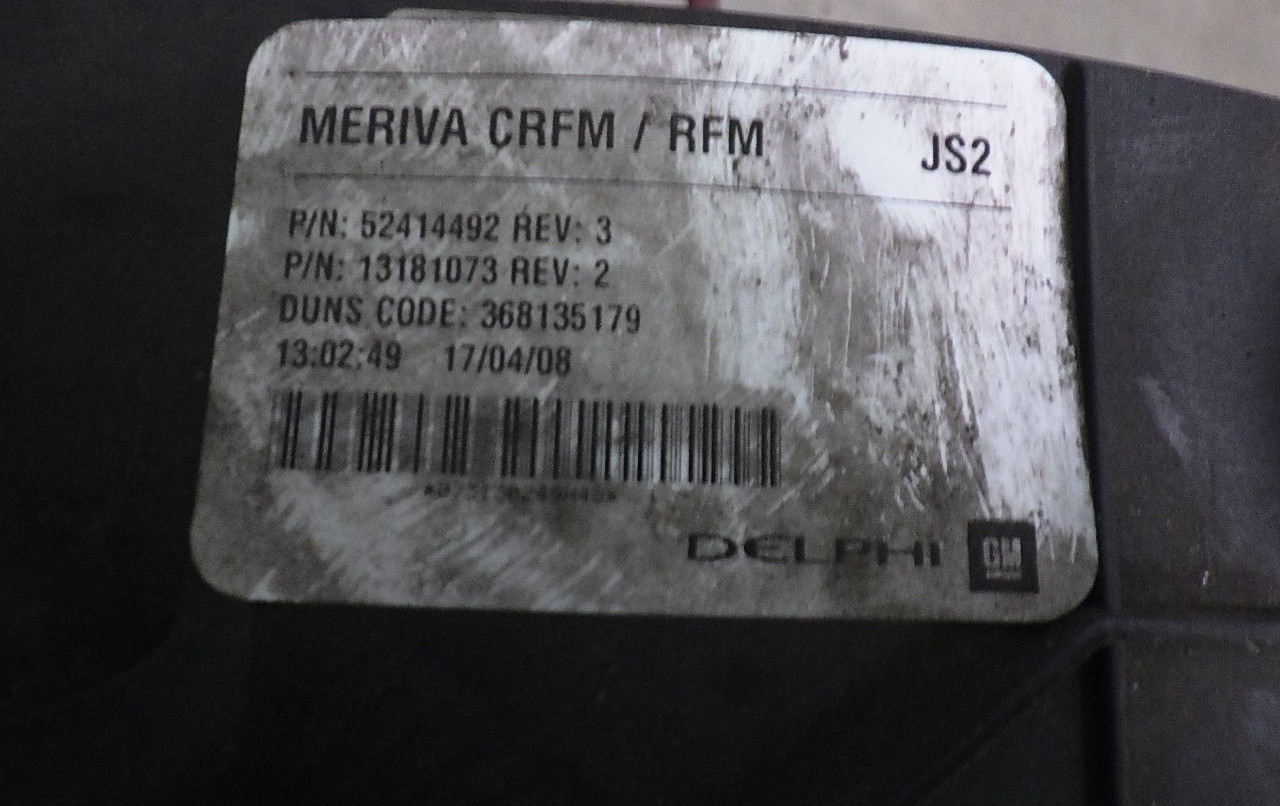 MERIVA CRFM / RFM JS2
P/N: 52414492 REV: 3
P/N: 13181073 REV: 2
DUNS CODE: 368135179
13:02:49 17/04/08
DELPHI GM